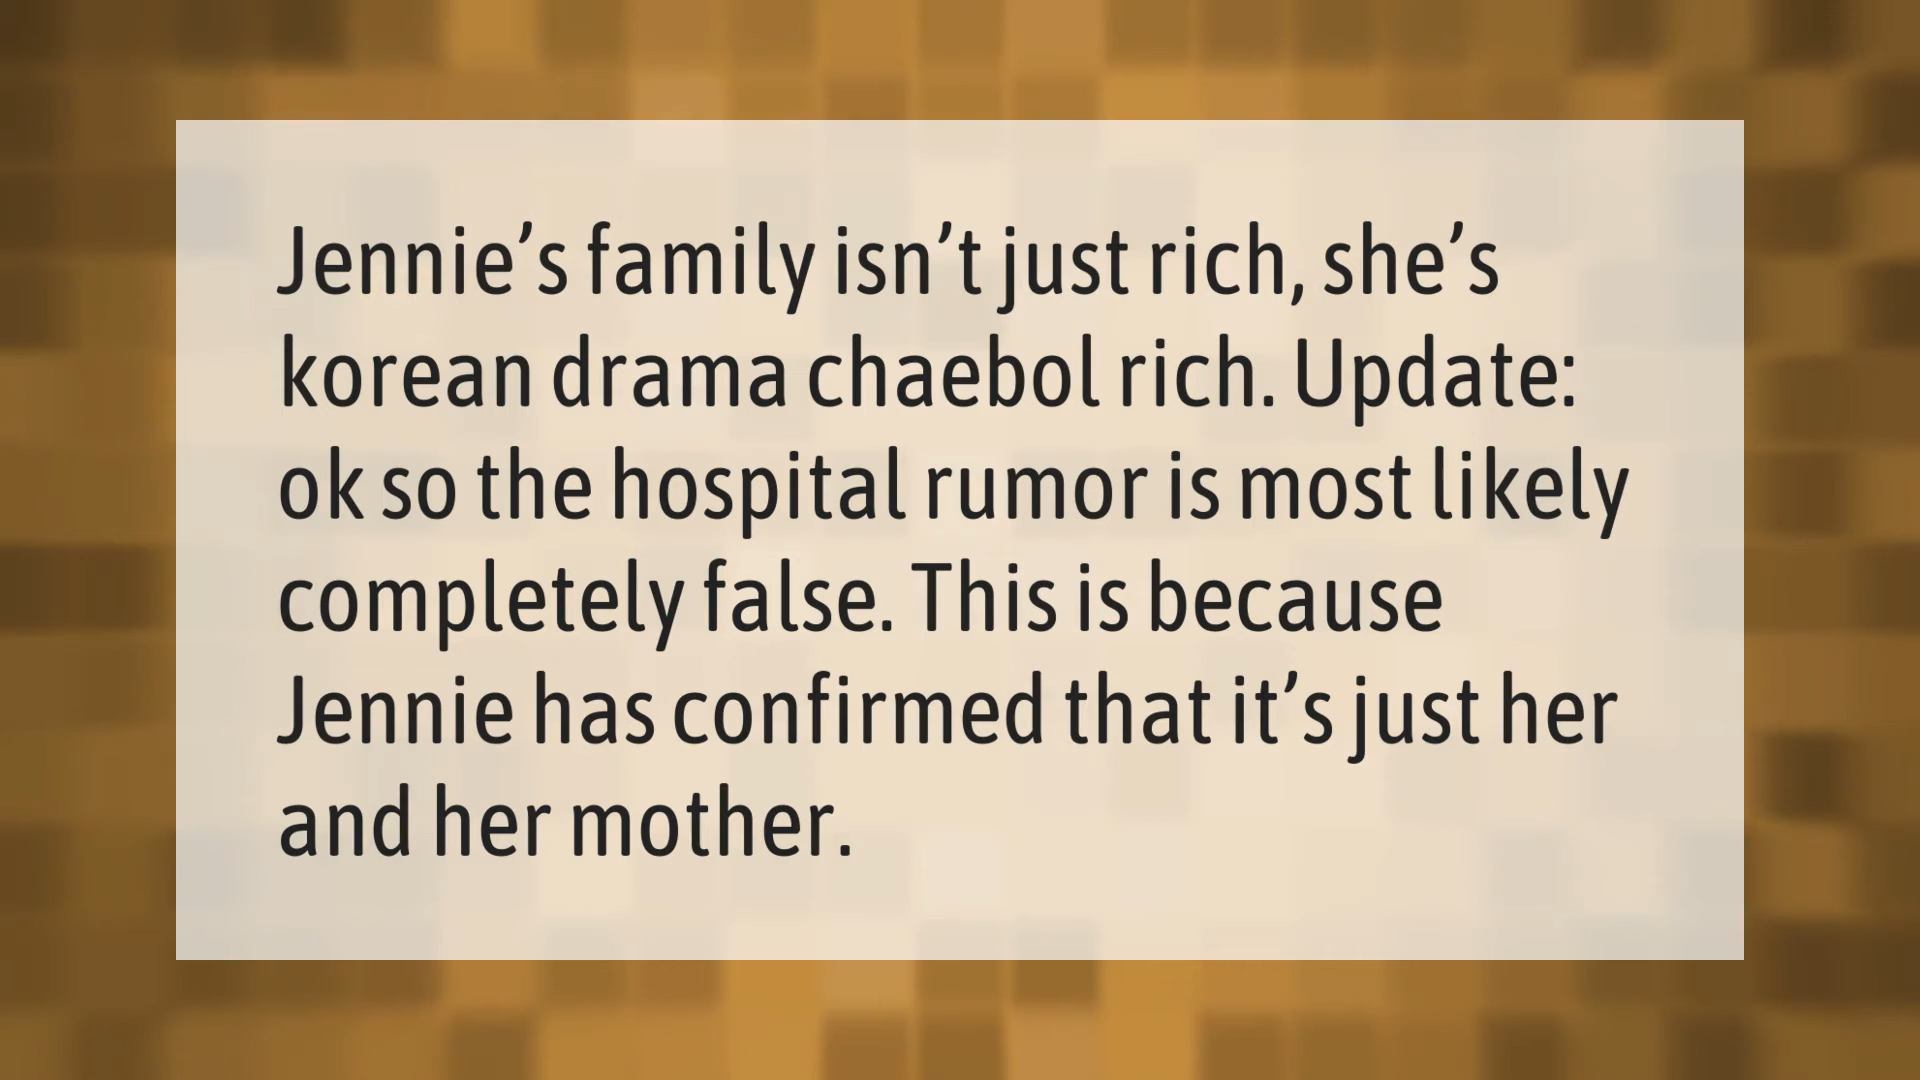 Jennie’s family isn’t just rich, she’s
korean drama chaebol rich. Update:
ok so the hospital rumor is most likely
completely false. This is because
Jennie has confirmed that it’s just her
and her mother.